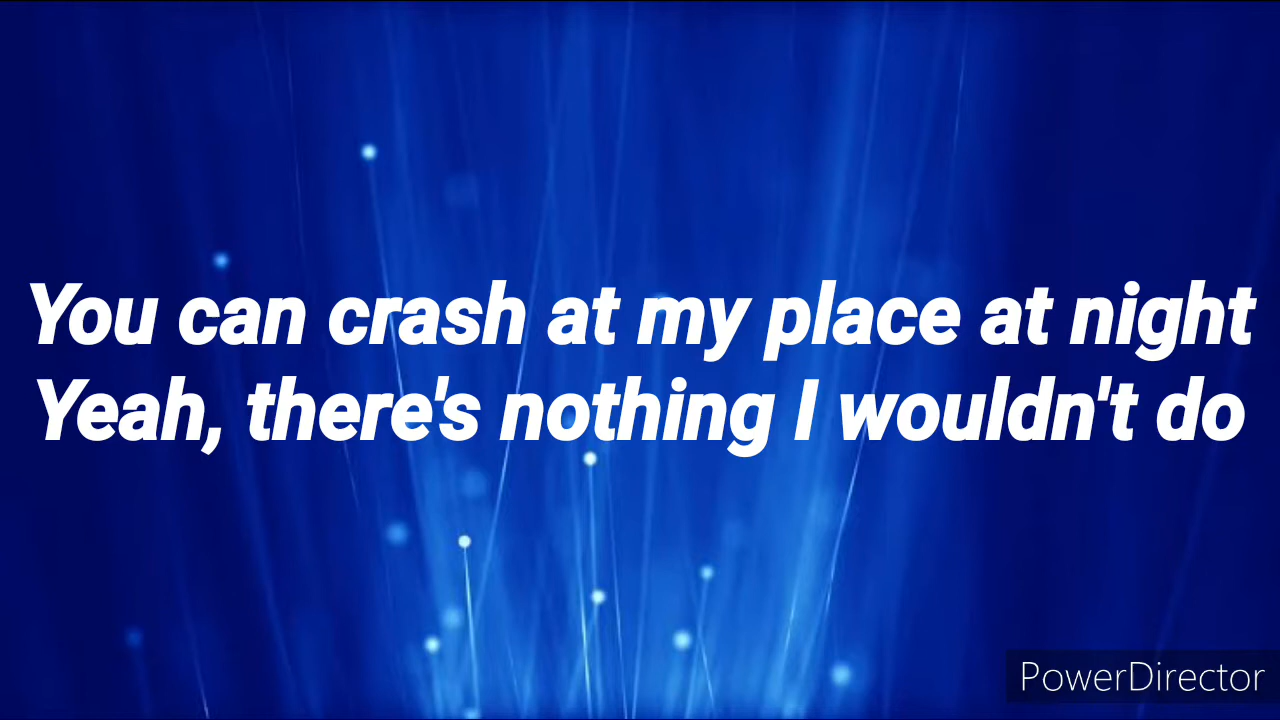 You can crash at my place at night
Yeah, there's nothing I wouldn't do
PowerDirector